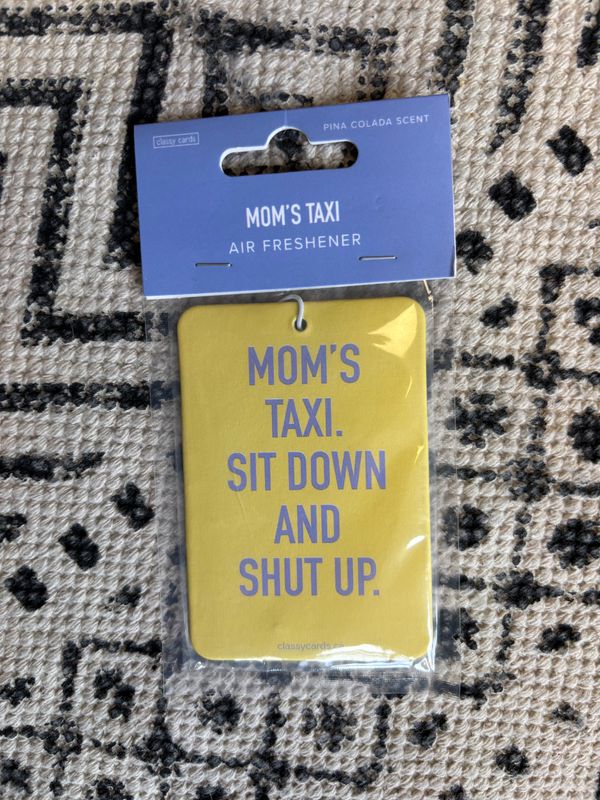 classy cards
PINA COLADA SCENT
MOM'S TAXI
AIR FRESHENER
MOM'S
TAXI.
SIT DOWN
AND
SHUT UP.
classycards.ca